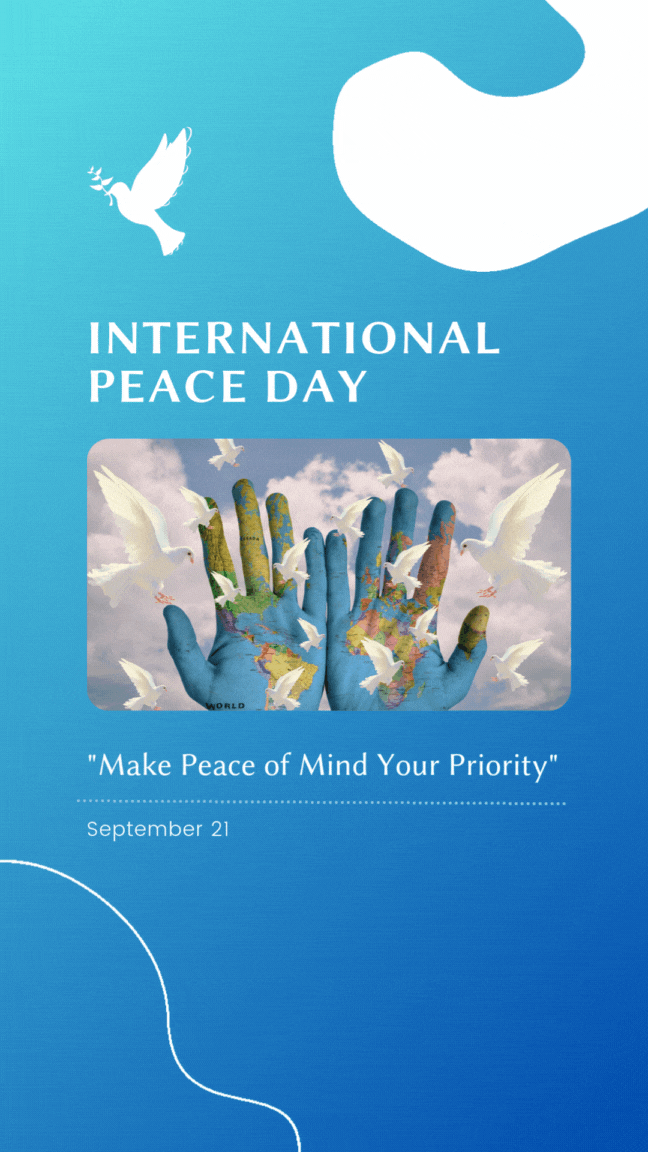 INTERNATIONAL
PEACE DAY
WORLD
"Make Peace of Mind Your Priority"
September 21